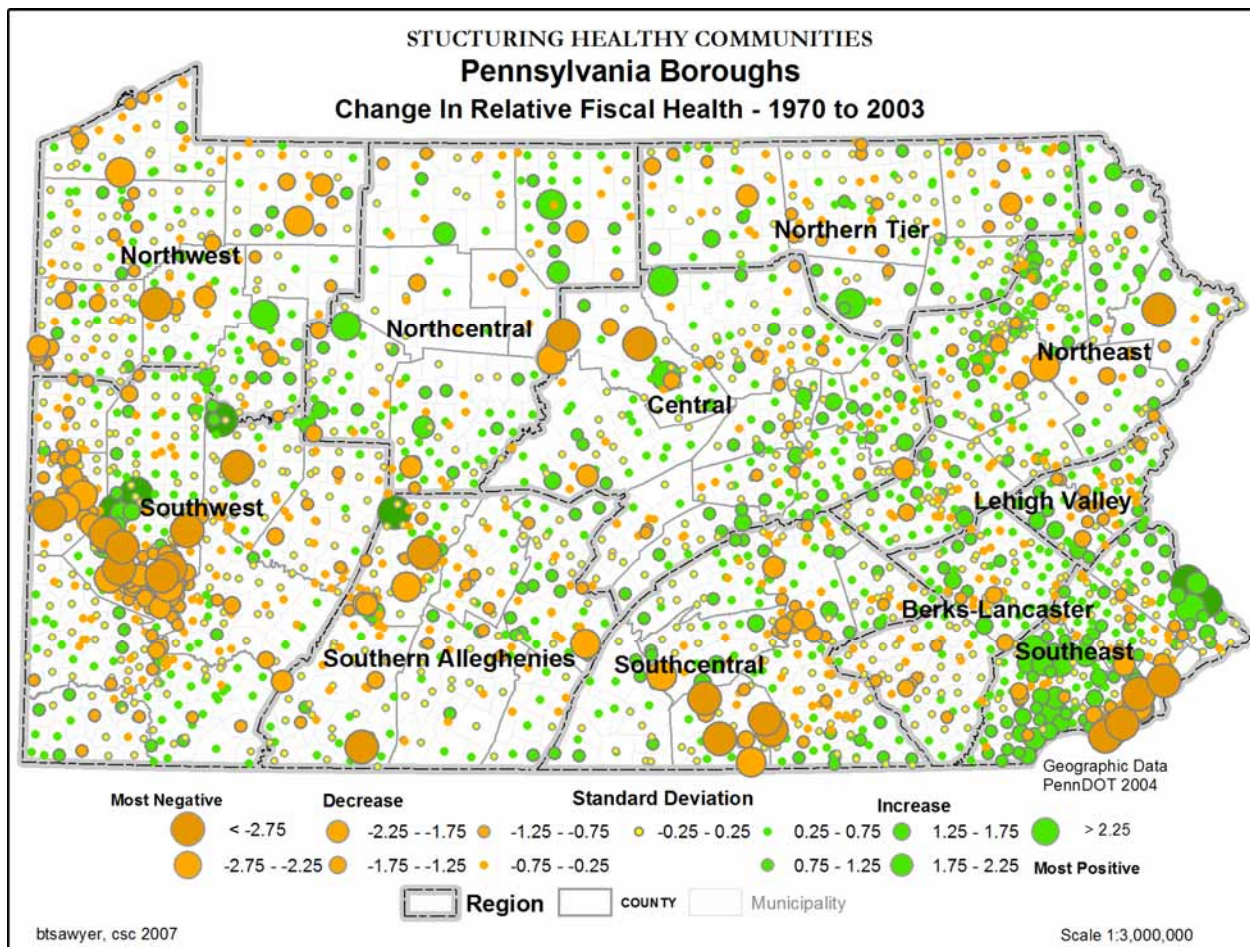 STUCTURING HEALTHY COMMUNITIES
Pennsylvania Boroughs
Change In Relative Fiscal Health - 1970 to 2003
Northwest
Northern Tier
Northcentral
Northeast
Central
Southwest
Lehigh Valley
Berks-Lancaster
Southern Alleghenies
Southcentral
Southeast
Geographic Data
PennDOT 2004
Most Negative Decrease Standard Deviation Increase
< -2.75 -2.25 - -1.75 -1.25 - -0.75 -0.25 - 0.25 0.25 - 0.75 1.25 - 1.75 > 2.25
-2.75 - -2.25 -1.75 - -1.25 -0.75 - -0.25 0.75 - 1.25 1.75 - 2.25 Most Positive
Region COUNTY Municipality
btsawyer, csc 2007 Scale 1:3,000,000